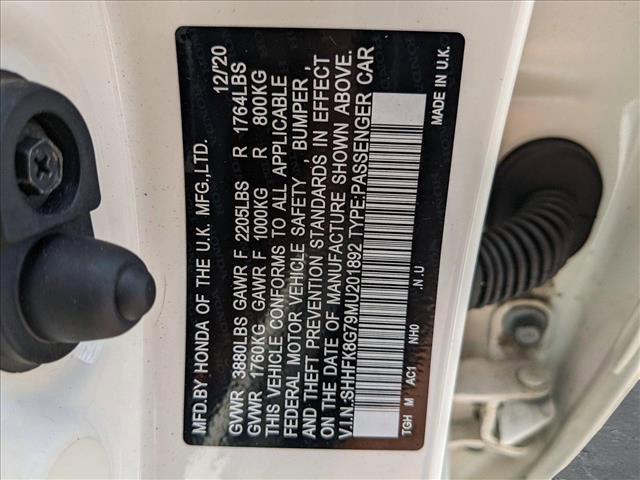 MFD.BY HONDA OF THE U.K. MFG.,LTD. 12/'20
GVWR 3880LBS GAWR F 2205LBS R 1764LBS
GVWR 1760KG GAWR F 1000KG R 800KG
THIS VEHICLE CONFORMS TO ALL APPLICABLE
FEDERAL MOTOR VEHICLE SAFETY , BUMPER ,
AND THEFT PREVENTION STANDARDS IN EFFECT
ON THE DATE OF MANUFACTURE SHOWN ABOVE.
V.I.N.:SHHFK8G79MU201892 TYPE:PASSENGER CAR
TGH M AC1 NH0 .N.U MADE IN U.K.